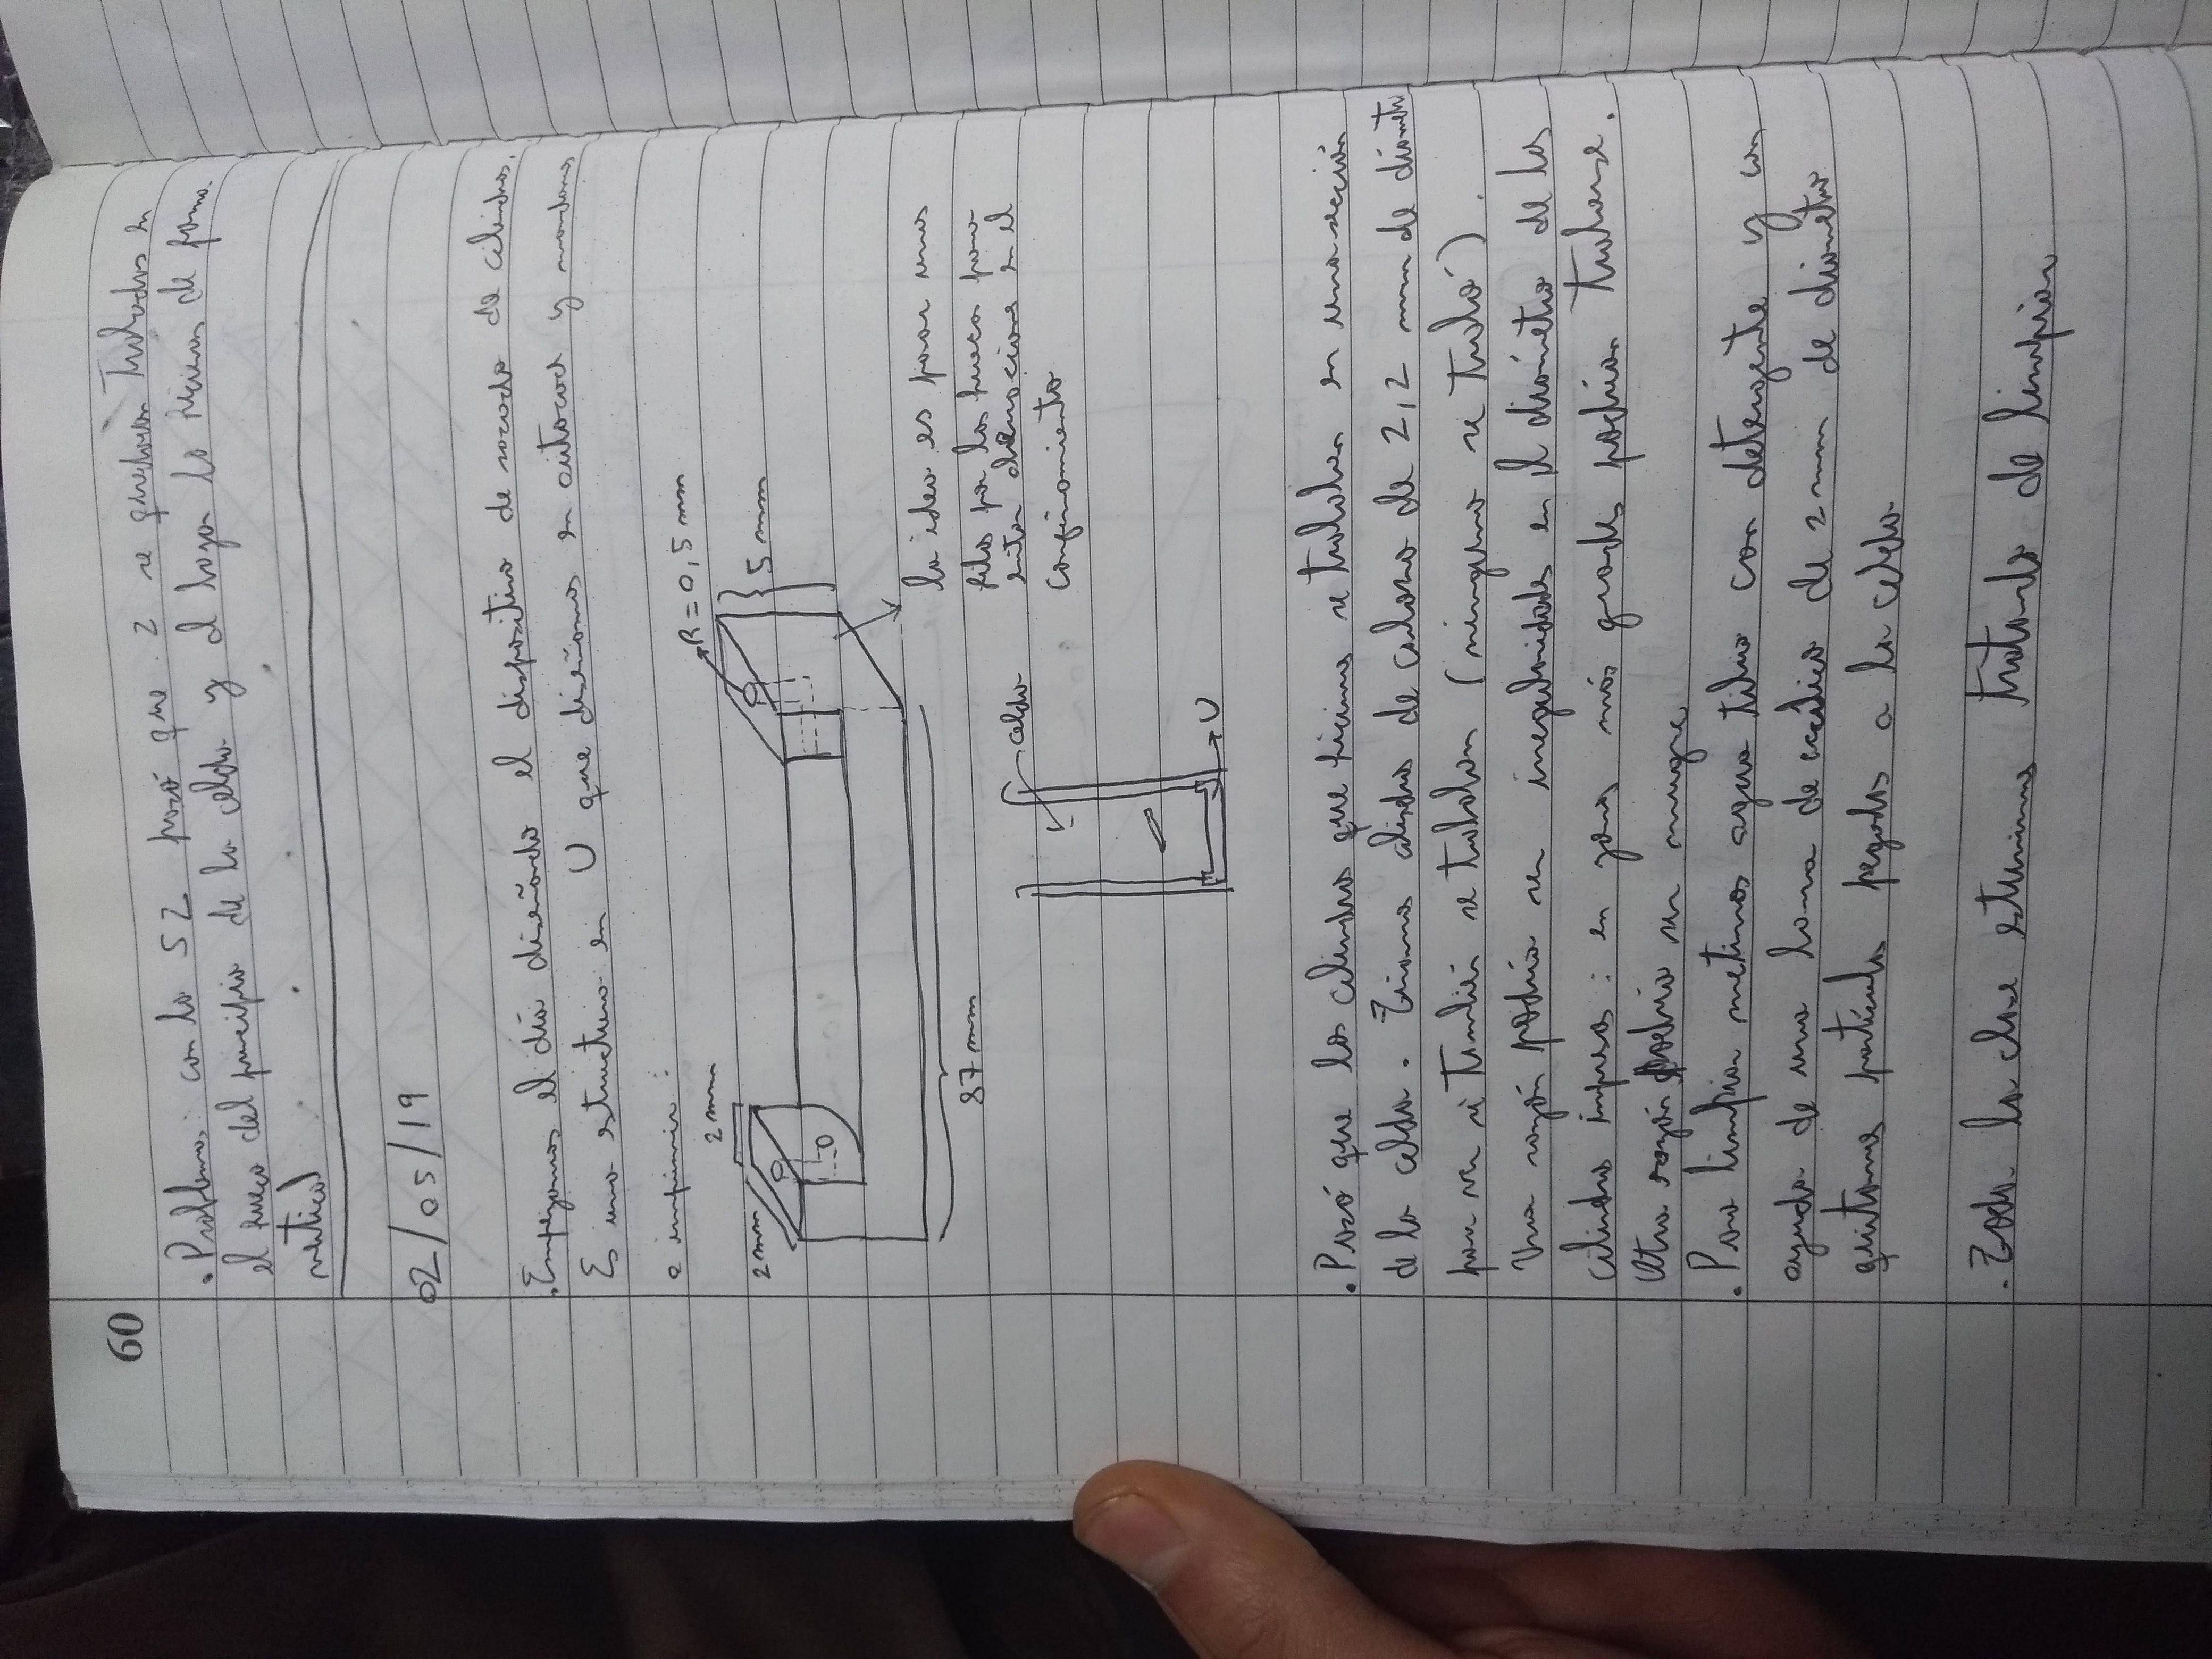 60
. Problemas: con la S2 pasó que 2 se quedaron trabados en
el hueco del principio de la celda y al bajar lo hicieron de forma
vertical
02/05/19
. Empezamos el día diseñando el dispositivo de sacado de cilindros.
Es una estructura en U que diseñamos en autocad y mandamos
a imprimir:
2 mm
2 mm
R = 0,5 mm
5 mm
87 mm
la idea es pasar unos
hilos por los huecos para
evitar en el
confinamiento
celda
U
. Pasó que los cilindros que hicimos se trababan en una sección
de la celda. Tiramos cilindros de carbono de 2,2 mm de diámetro
para ver si también se trababan (ninguno se trabó).
Una razón podría ser irregularidades en el diámetro de los
cilindros impresos: en zonas más grandes podrían trabarse.
Otra razón podría ser mugre
. Para limpiar metimos agua tibia con detergente y con
ayuda de una de acrílico de 2 mm de diámetro
quitamos partículas pegadas a la celda
. Toda la clase estuvimos tratando de limpiar